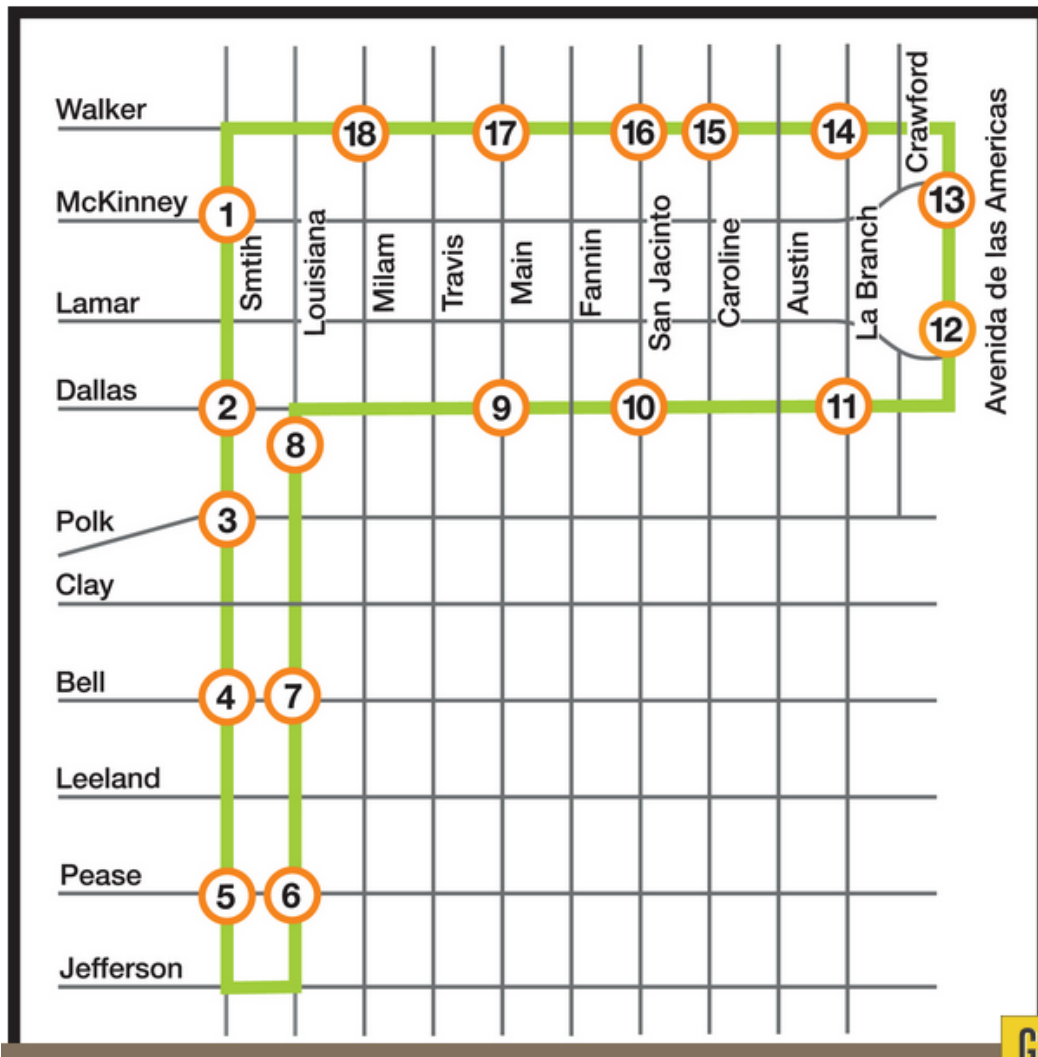 Walker
McKinney
Lamar
Dallas
Polk
Clay
Bell
Leeland
Pease
Jefferson
Smtih
Louisiana
Milam
Travis
Main
Fannin
San Jacinto
Caroline
Austin
La Branch
Crawford
Avenida de las Americas
18
17
16
15
14
1
13
12
2
9
10
11
8
3
4
7
5
6
G